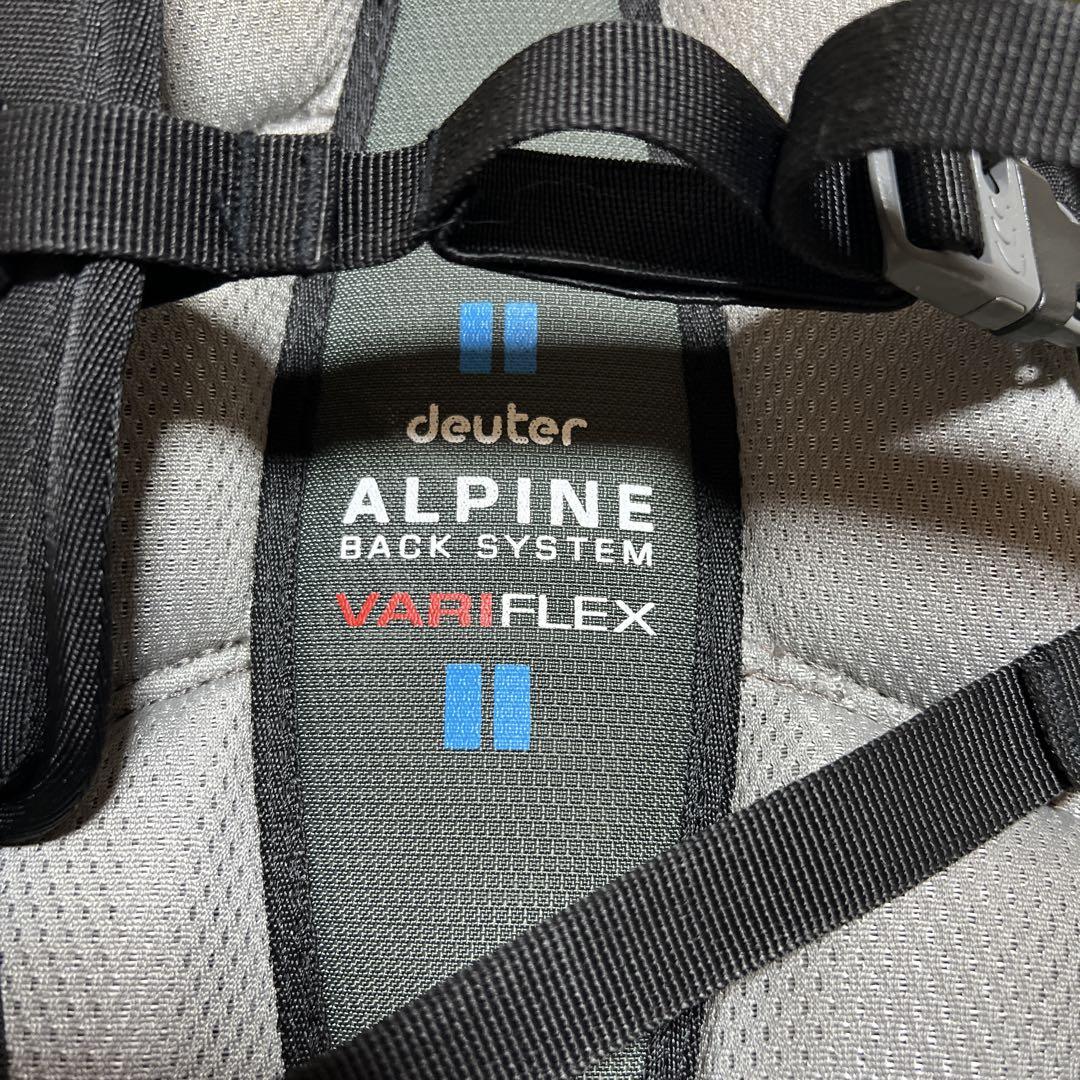 deuter
ALPINE
BACK SYSTEM
VARIFLEX